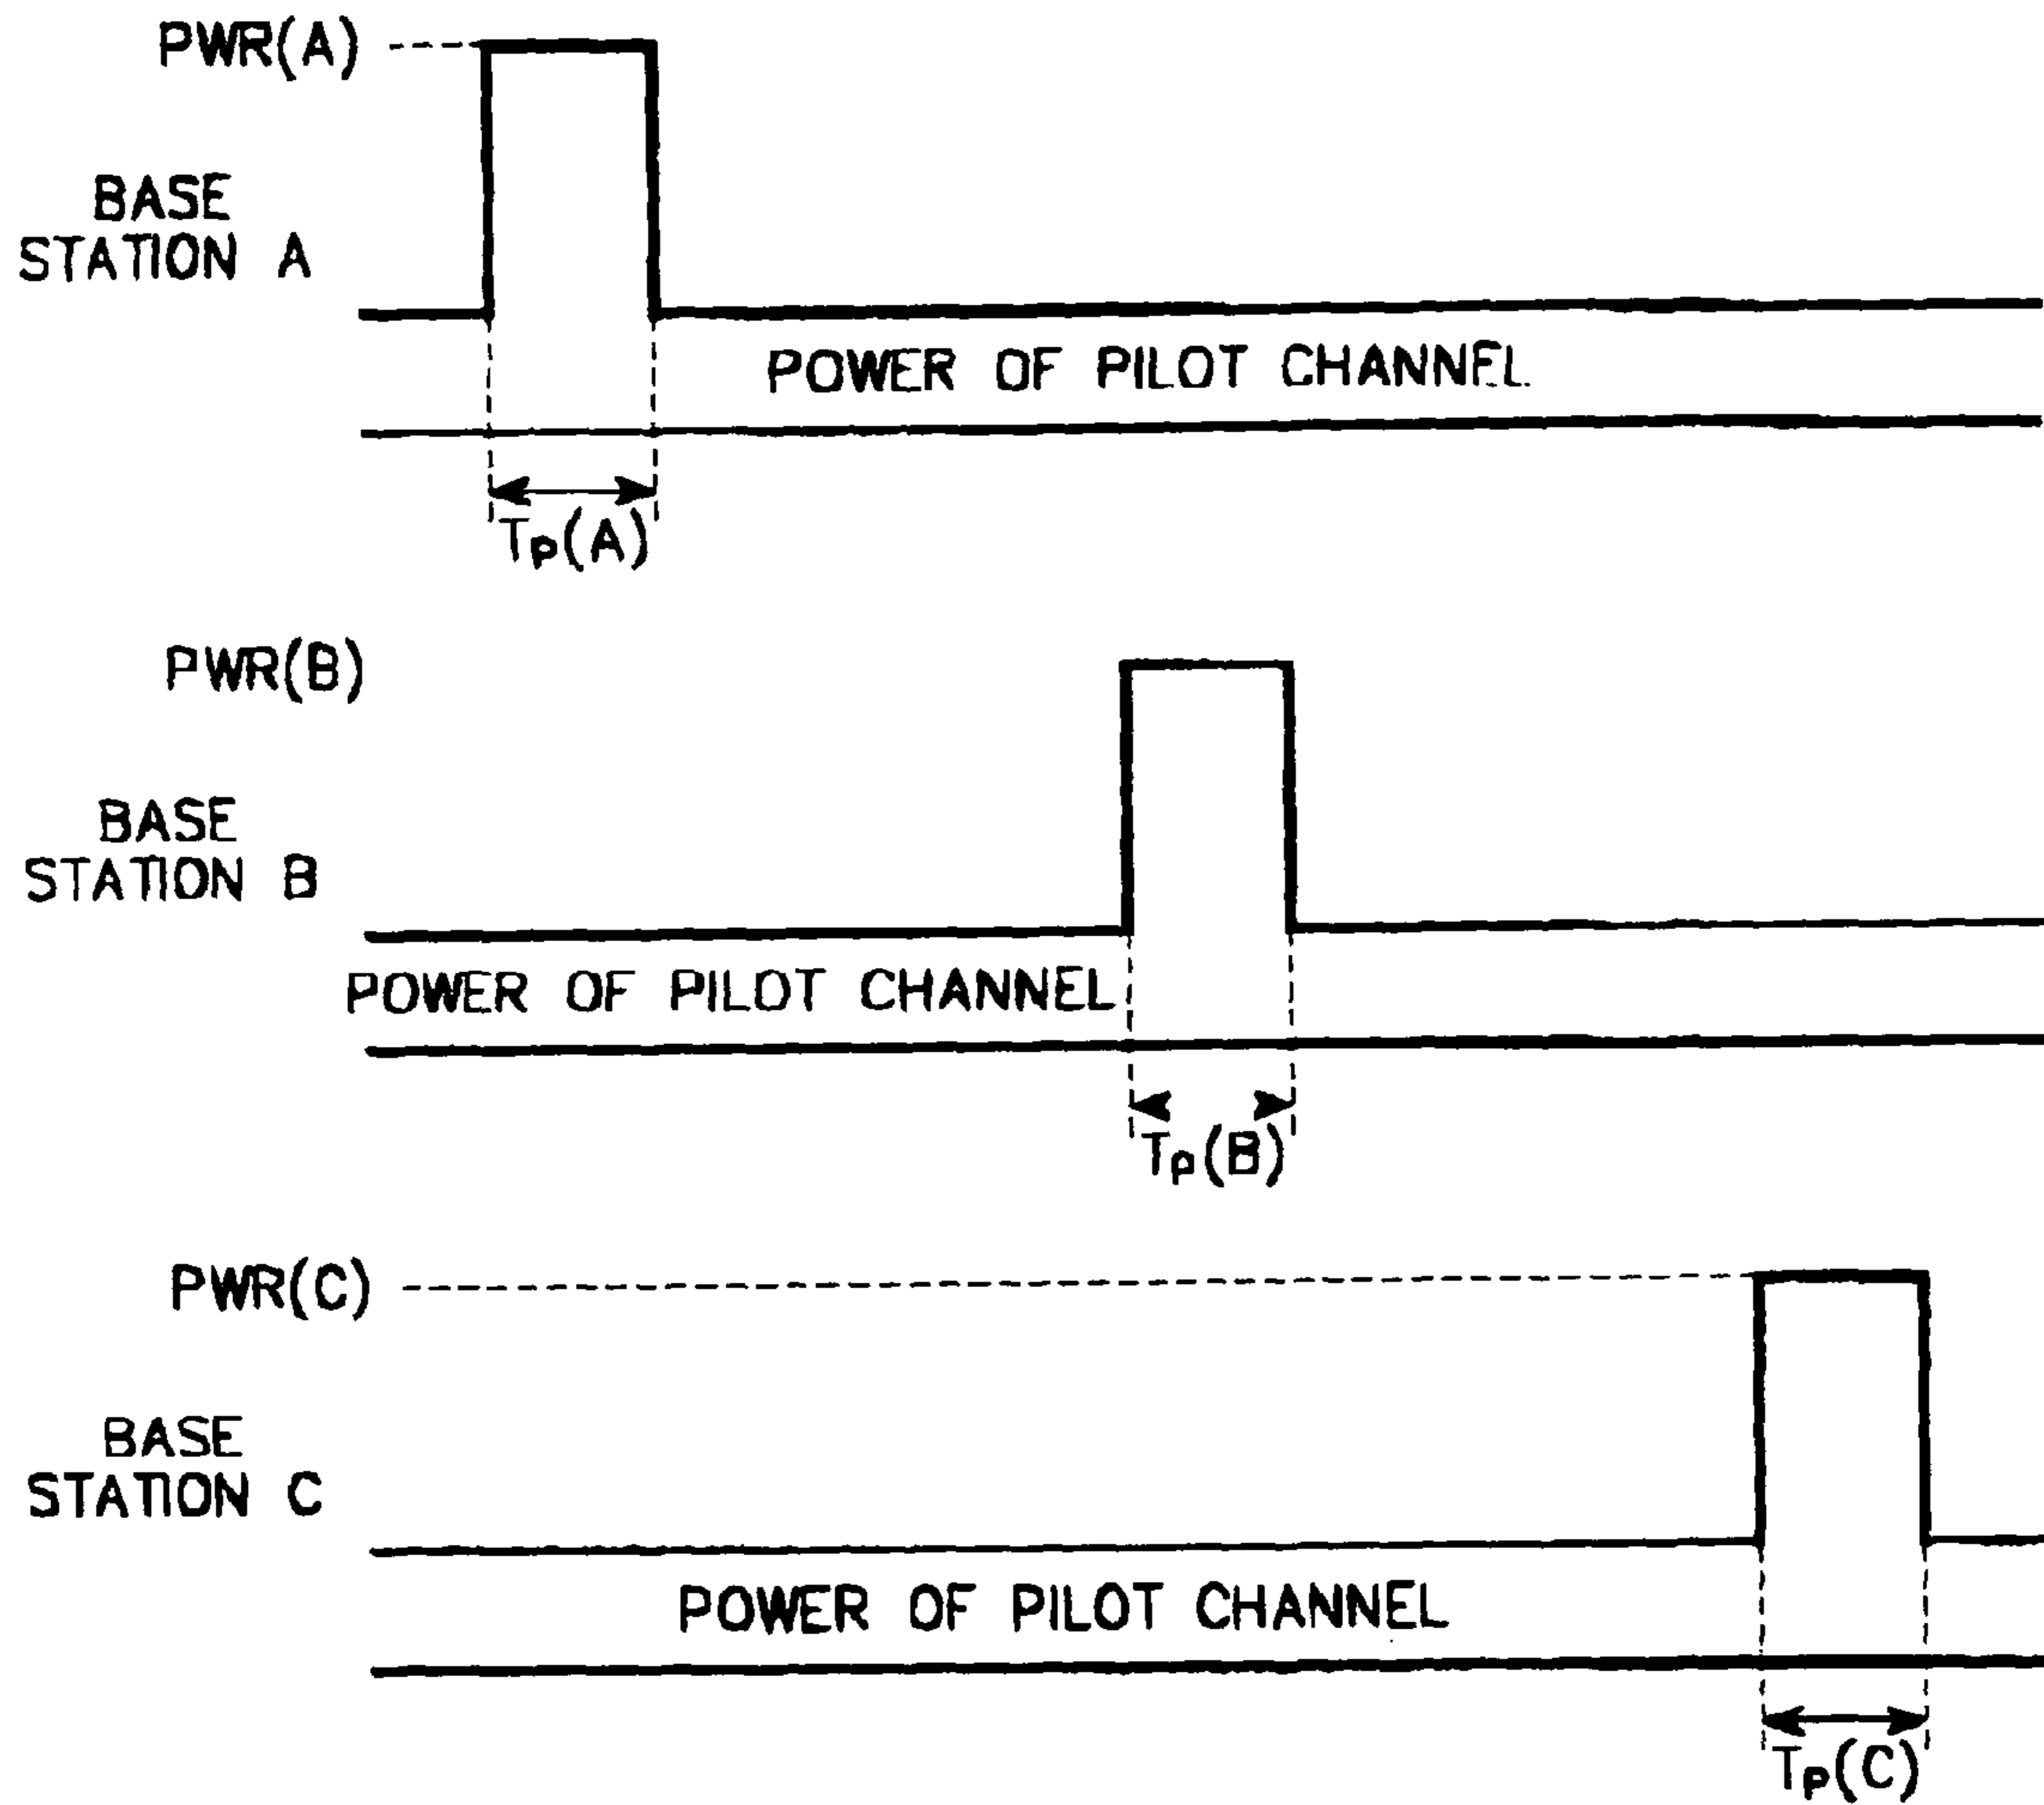 PWR(A)
BASE
STATION A
POWER OF PILOT CHANNEL
Tp(A)
PWR(B)
BASE
STATION B
POWER OF PILOT CHANNEL
Tp(B)
PWR(C)
BASE
STATION C
POWER OF PILOT CHANNEL
Tp(C)